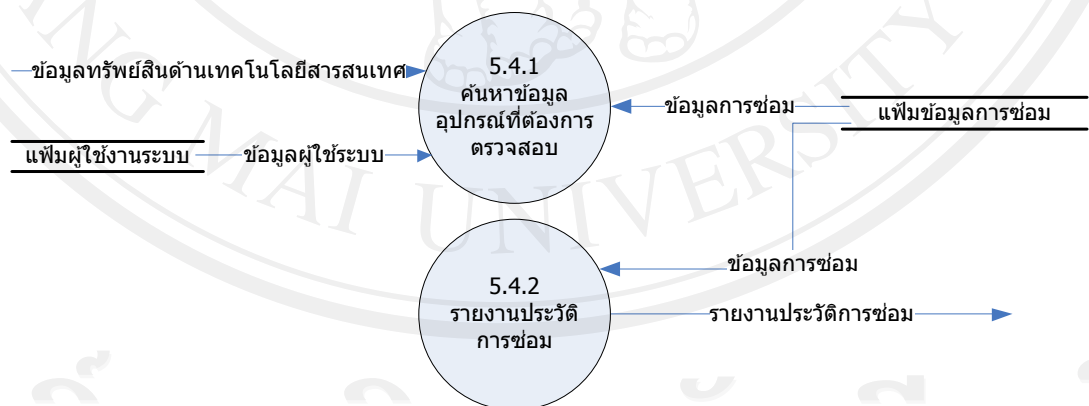 ข้อมูลทรัพย์สินด้านเทคโนโลยีสารสนเทศ
5.4.1
ค้นหาข้อมูล
อุปกรณ์ที่ต้องการ
ตรวจสอบ
ข้อมูลการซ่อม
แฟ้มข้อมูลการซ่อม
แฟ้มผู้ใช้งานระบบ
ข้อมูลผู้ใช้ระบบ
ข้อมูลการซ่อม
5.4.2
รายงานประวัติ
การซ่อม
รายงานประวัติการซ่อม
NG MAI UNIVERSITY